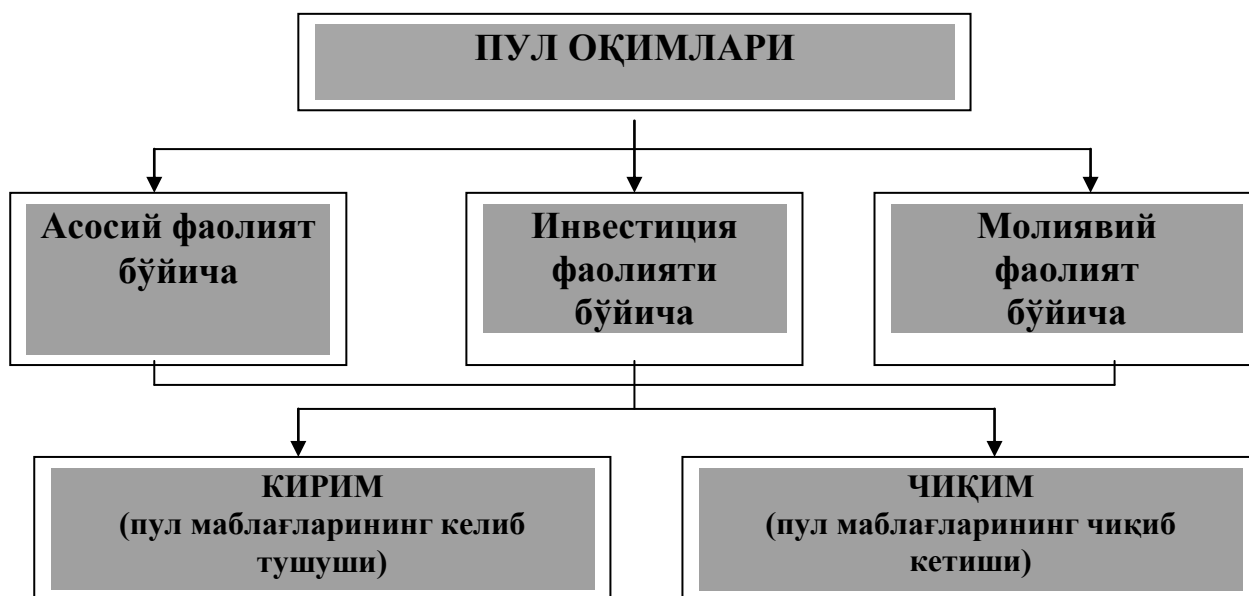 ПУЛ ОҚИМЛАРИ
Асосий фаолият
бўйича
Инвестиция
фаолияти
бўйича
Молиявий
фаолият
бўйича
КИРИМ
(пул маблағларининг келиб
тушуши)
ЧИҚИМ
(пул маблағларининг чиқиб
кетиши)